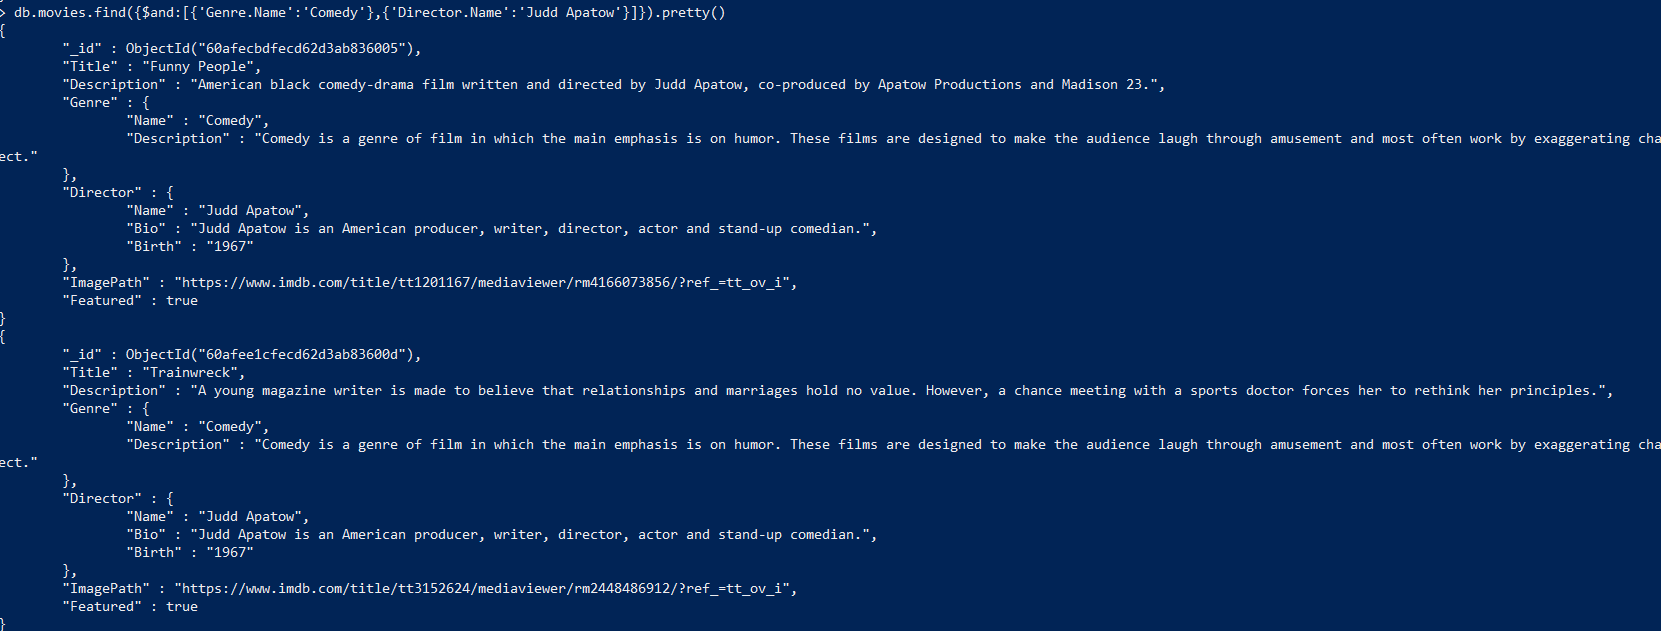 > db.movies.find({$and:[{'Genre.Name':'Comedy'},{'Director.Name':'Judd Apatow'}]}).pretty()
{
"_id" : ObjectId("60afecbdfecd62d3ab836005"),
"Title" : "Funny People",
"Description" : "American black comedy-drama film written and directed by Judd Apatow, co-produced by Apatow Productions and Madison 23.",
"Genre" : {
"Name" : "Comedy",
"Description" : "Comedy is a genre of film in which the main emphasis is on humor. These films are designed to make the audience laugh through amusement and most often work by exaggerating cha
ect."
},
"Director" : {
"Name" : "Judd Apatow",
"Bio" : "Judd Apatow is an American producer, writer, director, actor and stand-up comedian.",
"Birth" : "1967"
},
"ImagePath" : "https://www.imdb.com/title/tt1201167/mediaviewer/rm4166073856/?ref_=tt_ov_i",
"Featured" : true
}
{
"_id" : ObjectId("60afee1cfecd62d3ab83600d"),
"Title" : "Trainwreck",
"Description" : "A young magazine writer is made to believe that relationships and marriages hold no value. However, a chance meeting with a sports doctor forces her to rethink her principles.",
"Genre" : {
"Name" : "Comedy",
"Description" : "Comedy is a genre of film in which the main emphasis is on humor. These films are designed to make the audience laugh through amusement and most often work by exaggerating cha
ect."
},
"Director" : {
"Name" : "Judd Apatow",
"Bio" : "Judd Apatow is an American producer, writer, director, actor and stand-up comedian.",
"Birth" : "1967"
},
"ImagePath" : "https://www.imdb.com/title/tt3152624/mediaviewer/rm2448486912/?ref_=tt_ov_i",
"Featured" : true
}